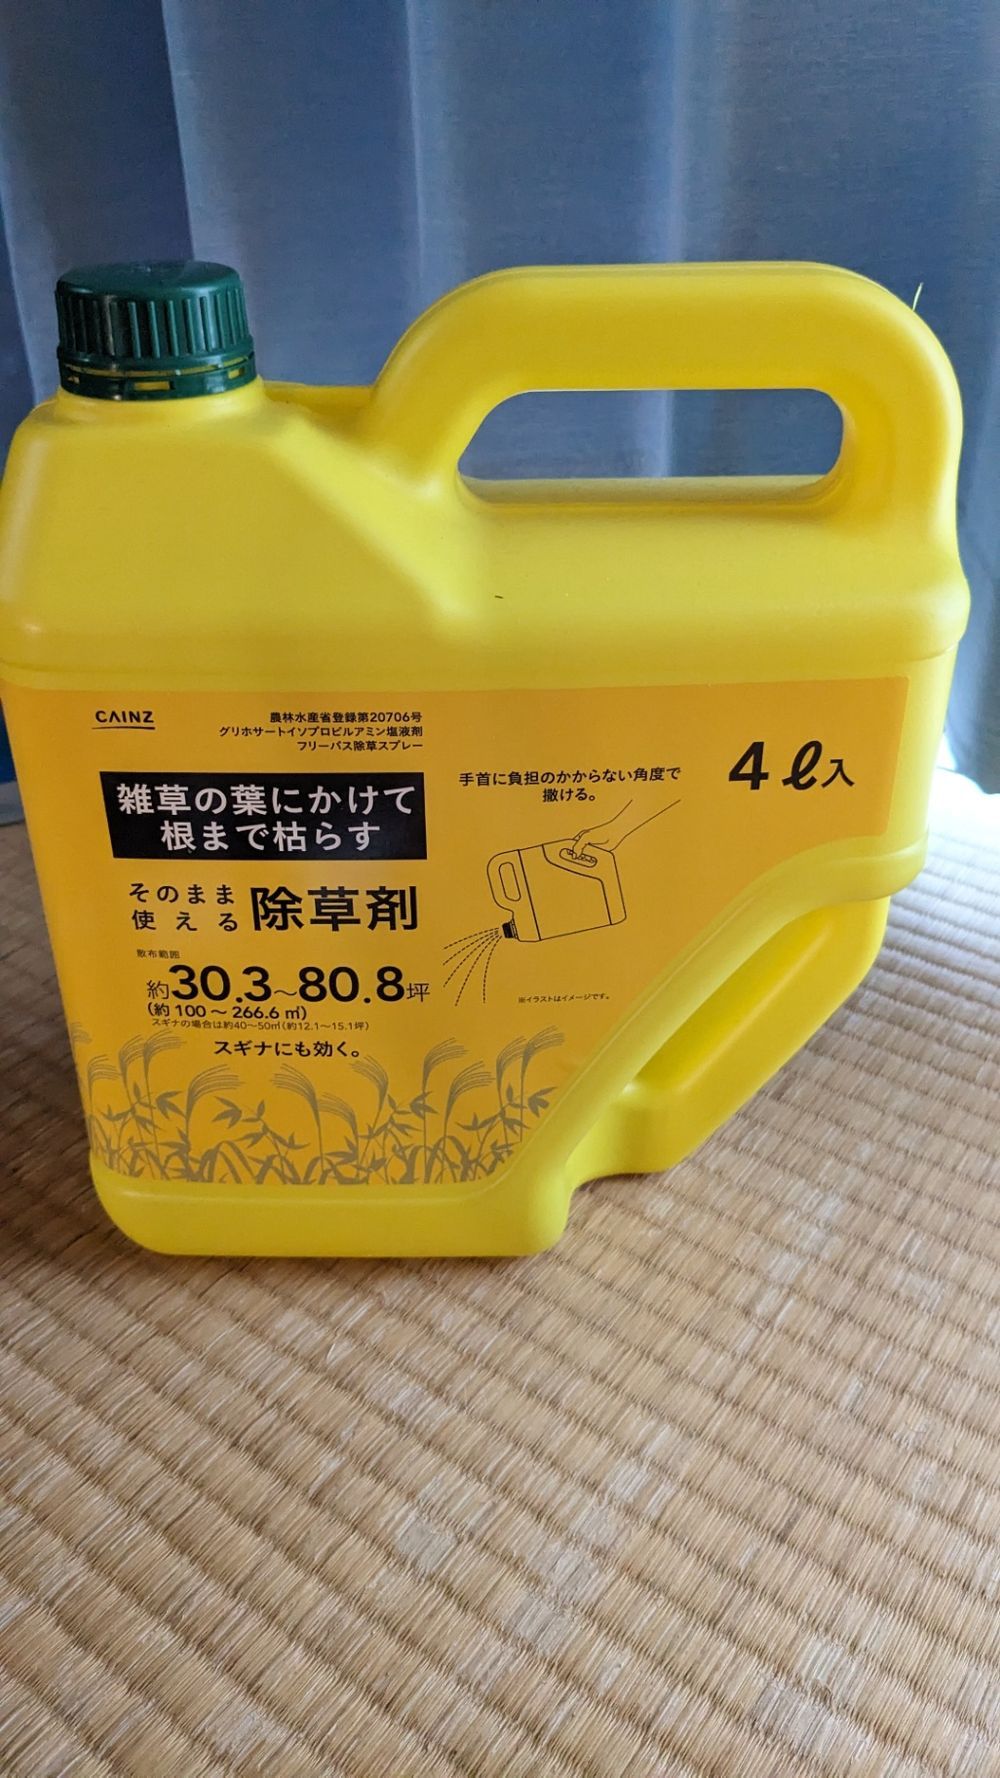 CAINZ
農林水産省登録第20706号
グリホサートイソプロピルアミン塩液剤
フリーパス除草スプレー
雑草の葉にかけて
根まで枯らす
そのまま
使える
除草剤
散布範囲
約30.3～80.8坪
(約100～266.6㎡)
スギナの場合は約40～50㎡(約12.1～15.1坪)
スギナにも効く。
手首に負担のかからない角度で
撒ける。
※イラストはイメージです。
4ℓ入